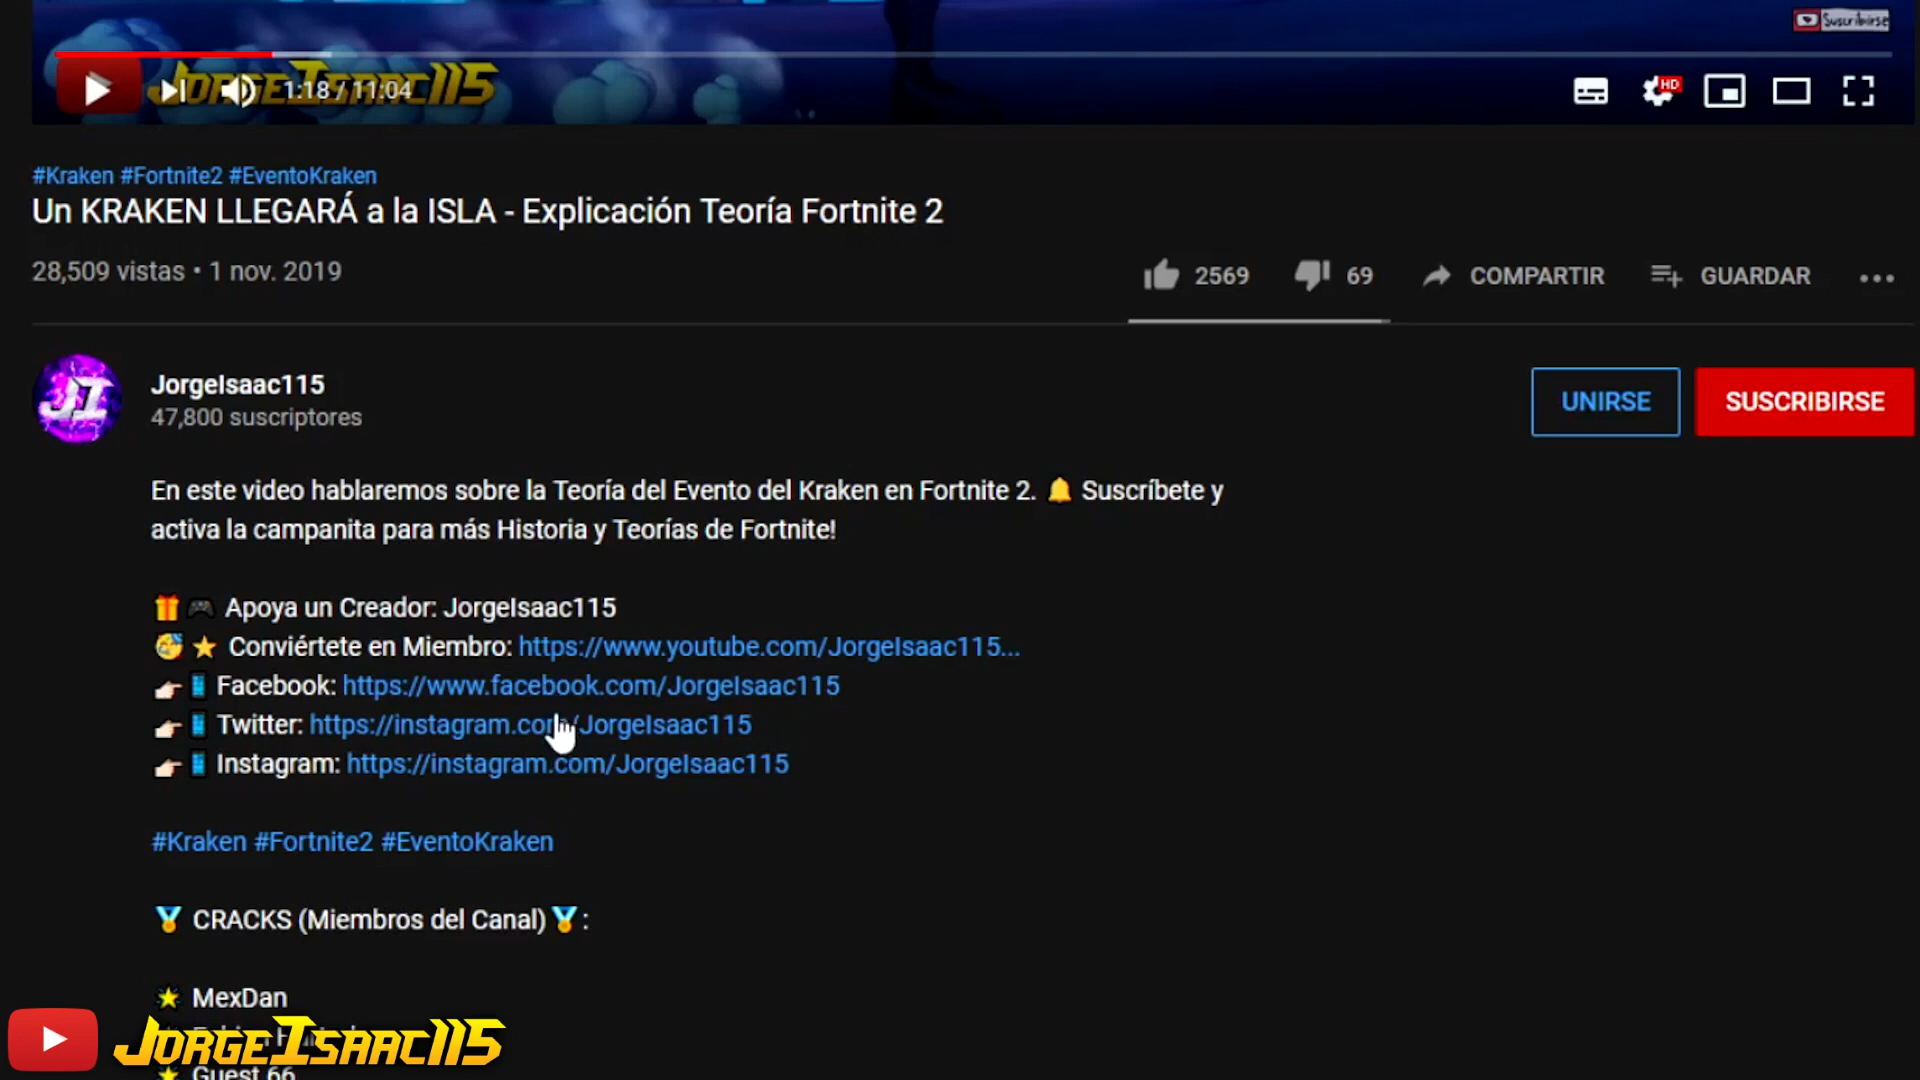 Suscribirse
JORGEISAAC115
1:18 / 11:04
HD
#Kraken #Fortnite2 #EventoKraken
Un KRAKEN LLEGARÁ a la ISLA - Explicación Teoría Fortnite 2
28,509 vistas • 1 nov. 2019
2569 69 COMPARTIR GUARDAR
JI
JorgeIsaac115
47,800 suscriptores
UNIRSE SUSCRIBIRSE
En este video hablaremos sobre la Teoría del Evento del Kraken en Fortnite 2. 🔔 Suscríbete y
activa la campanita para más Historia y Teorías de Fortnite!
Apoya un Creador: JorgeIsaac115
Conviértete en Miembro: https://www.youtube.com/JorgeIsaac115...
Facebook: https://www.facebook.com/JorgeIsaac115
Twitter: https://instagram.com/JorgeIsaac115
Instagram: https://instagram.com/JorgeIsaac115
#Kraken #Fortnite2 #EventoKraken
CRACKS (Miembros del Canal) :
MexDan
JORGEISAAC115
Guest 66